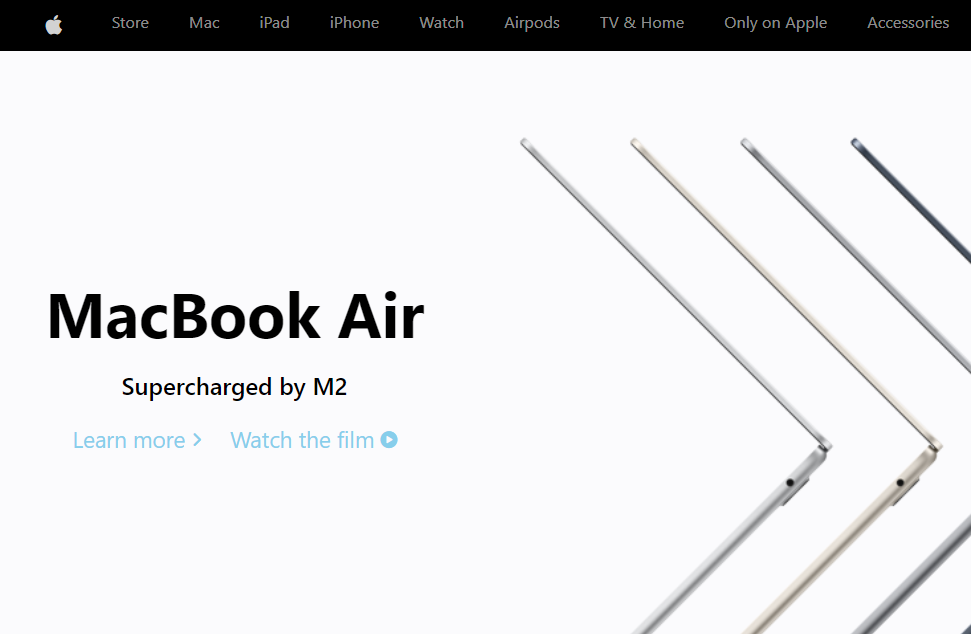 Store Mac iPad iPhone Watch Airpods TV & Home Only on Apple Accessories
MacBook Air
Supercharged by M2
Learn more Watch the film